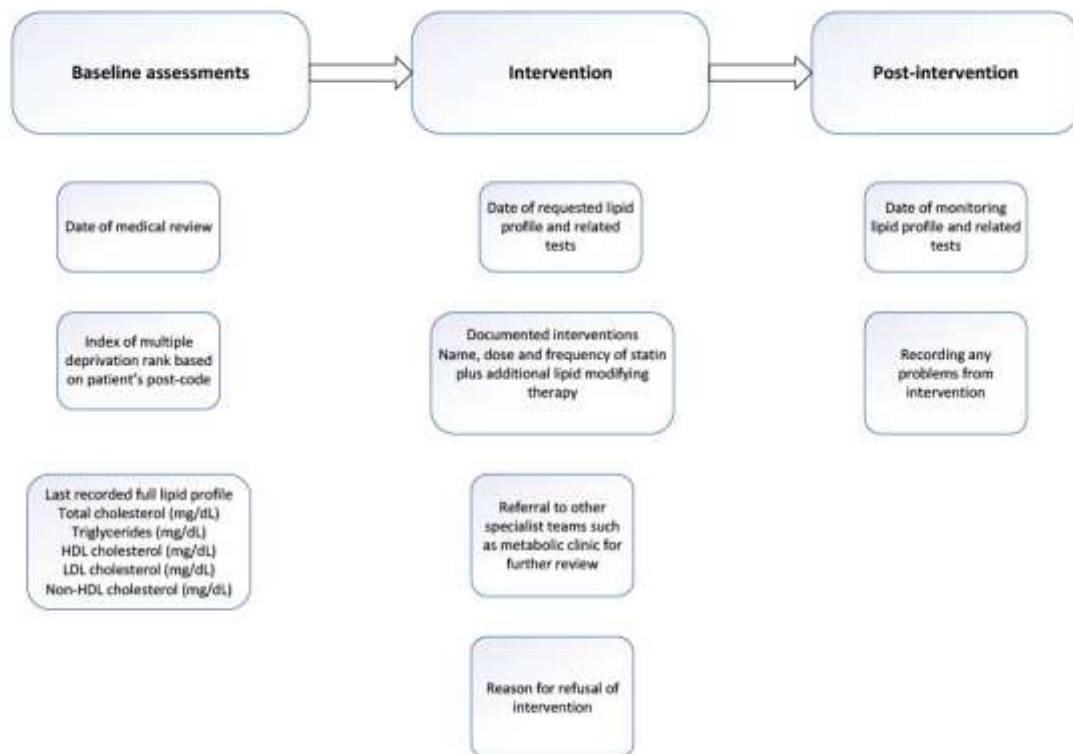 Baseline assessments
Intervention
Post-intervention
Date of medical review
Date of requested lipid
profile and related
tests
Date of monitoring
lipid profile and related
tests
Index of multiple
deprivation rank based
on patient's post-code
Documented interventions
Name, dose and frequency of statin
plus additional lipid modifying
therapy
Recording any
problems from
intervention
Last recorded full lipid profile
Total cholesterol (mg/dL)
Triglycerides (mg/dL)
HDL cholesterol (mg/dL)
LDL cholesterol (mg/dL)
Non-HDL cholesterol (mg/dL)
Referral to other
specialist teams such
as metabolic clinic for
further review
Reason for refusal of
intervention